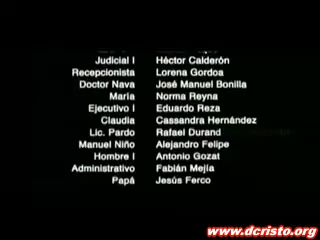 Judicial I Héctor Calderón
Recepcionista Lorena Gordoa
Doctor Nava José Manuel Bonilla
María Norma Reyna
Ejecutivo I Eduardo Reza
Claudia Cassandra Hernández
Lic. Pardo Rafael Durand
Manuel Niño Alejandro Felipe
Hombre I Antonio Gozat
Administrativo Fabián Mejía
Papá Jesús Ferco
www.dcristo.org